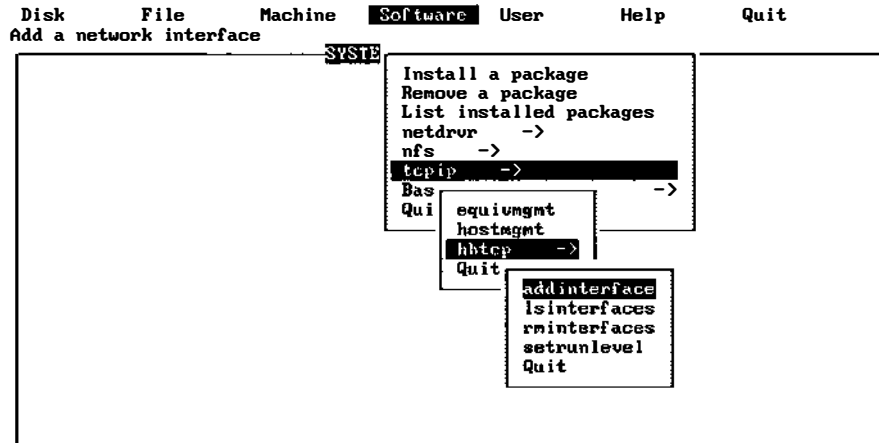 Disk File Machine Software User Help Quit
Add a network interface
SYSTE
Install a package
Remove a package
List installed packages
netdrvr ->
nfs ->
tcpip ->
Bas ->
Qui
equivmgmt
hostmgmt
hbtcp ->
Quit
addinterface
lsinterfaces
rminterfaces
setrunlevel
Quit